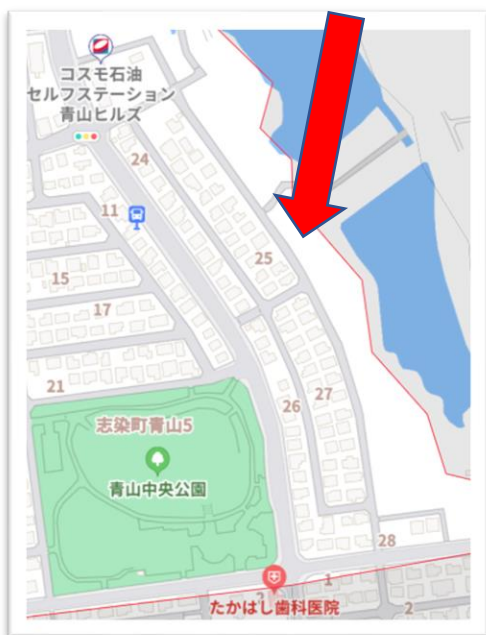 コスモ石油
セルフステーション
青山ヒルズ
24
11
25
15
17
21
26
27
志染町青山5
青山中央公園
28
1
2
たかはし歯科医院
2